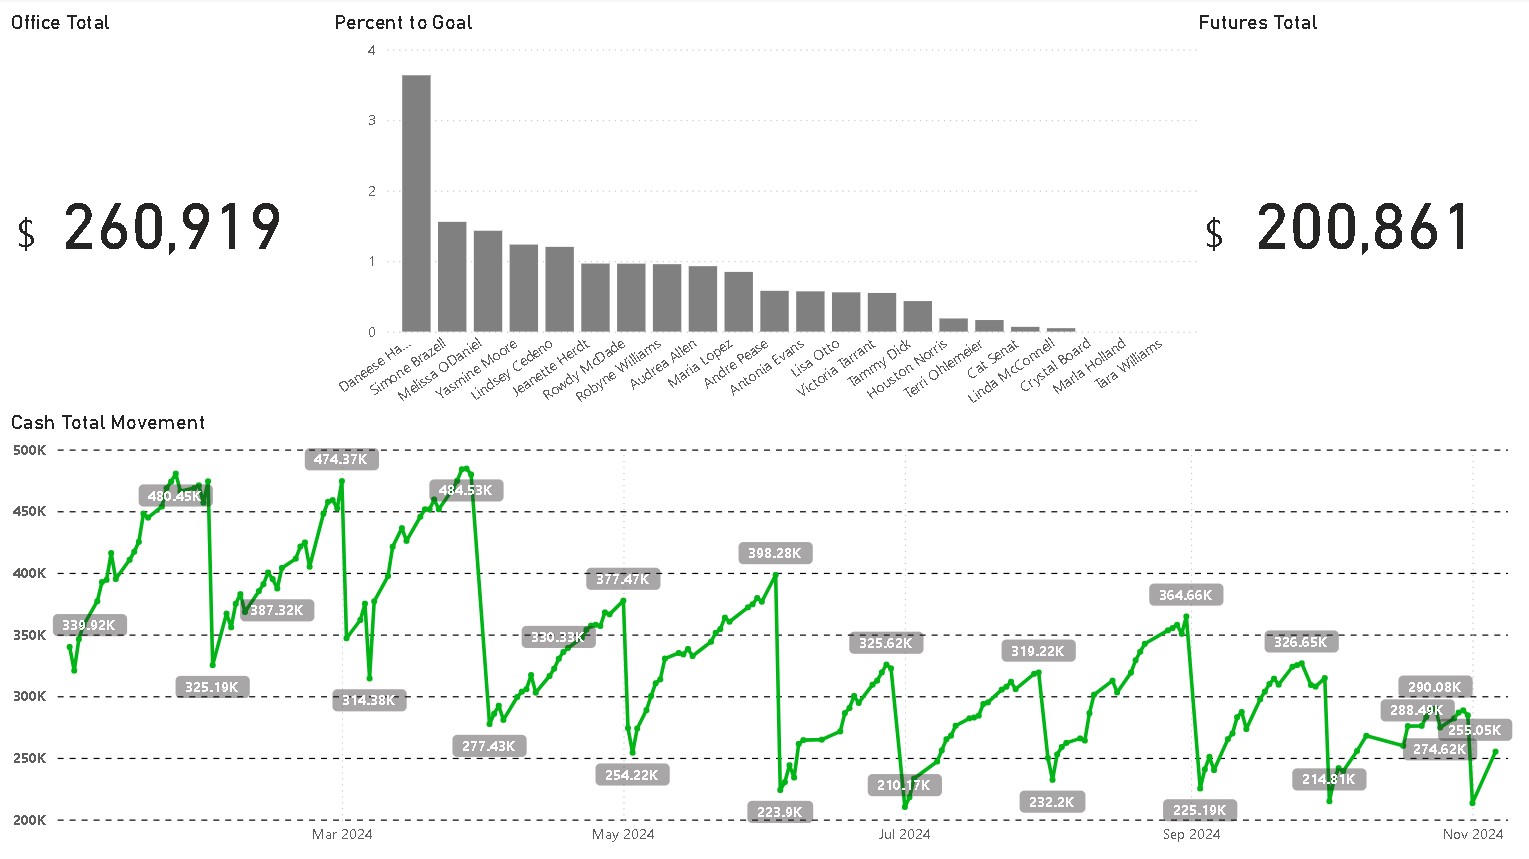 Office Total
Percent to Goal
Futures Total
4
3
2
1
0
$ 260,919
$ 200,861
Daneese Ha...
Simone Brazell
Melissa ODaniel
Yasmine Moore
Lindsey Cedeno
Jeanette Herdt
Rowdy McDade
Robyne Williams
Audrea Allen
Maria Lopez
Andre Pease
Antonia Evans
Lisa Otto
Victoria Tarrant
Tammy Dick
Houston Norris
Terri Ohlemeier
Cat Senat
Linda McConnell
Crystal Board
Marla Holland
Tara Williams
Cash Total Movement
500K
450K
400K
350K
300K
250K
200K
339.92K
480.45K
325.19K
387.32K
474.37K
314.38K
484.53K
277.43K
330.33K
377.47K
254.22K
398.28K
223.9K
325.62K
210.17K
319.22K
232.2K
364.66K
225.19K
326.65K
214.81K
288.49K
290.08K
274.62K
255.05K
Mar 2024
May 2024
Jul 2024
Sep 2024
Nov 2024